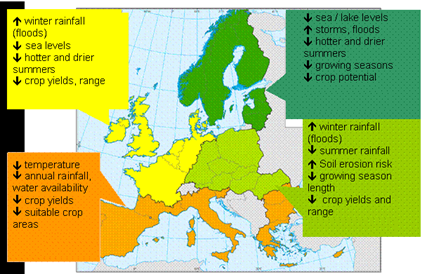 ↑ winter rainfall
(floods)
↓ sea levels
↓ hotter and drier
summers
↓ crop yields, range
↓ sea / lake levels
↑ storms, floods
↓ hotter and drier
summers
↓ growing seasons
↓ crop potential
↓ temperature
↓ annual rainfall,
water availability
↓ crop yields
↓ suitable crop
areas
↑ winter rainfall
(floods)
↓ summer rainfall
↑ Soil erosion risk
↓ growing season
length
↓ crop yields and
range